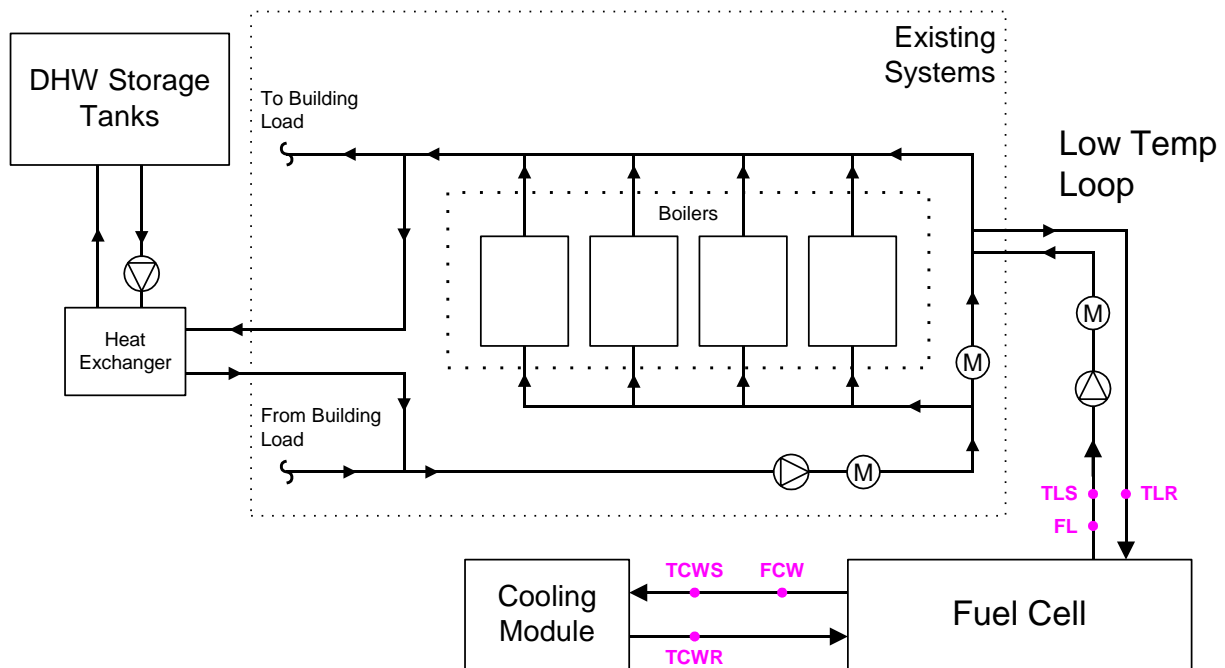 Existing
Systems
DHW Storage
Tanks
To Building
Load
Low Temp
Loop
Boilers
Heat
Exchanger
M
M
From Building
Load
M
TLS
TLR
FL
TCWS
FCW
Cooling
Module
Fuel Cell
TCWR